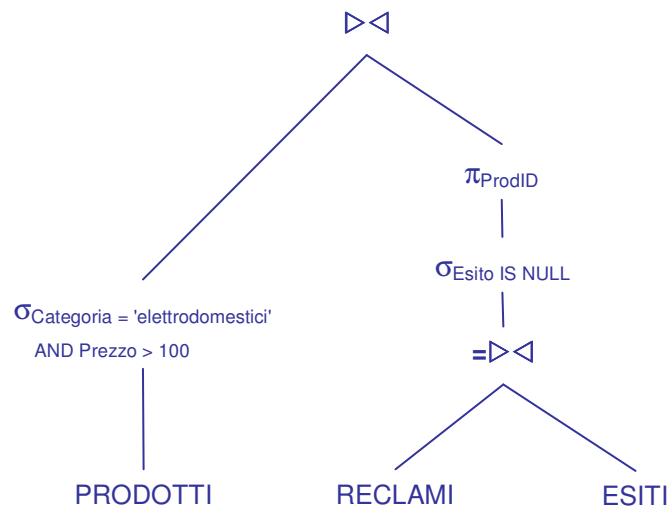 ▷◁
πProdID
σEsito IS NULL
σCategoria = 'elettrodomestici'
AND Prezzo > 100
=▷◁
PRODOTTI RECLAMI ESITI